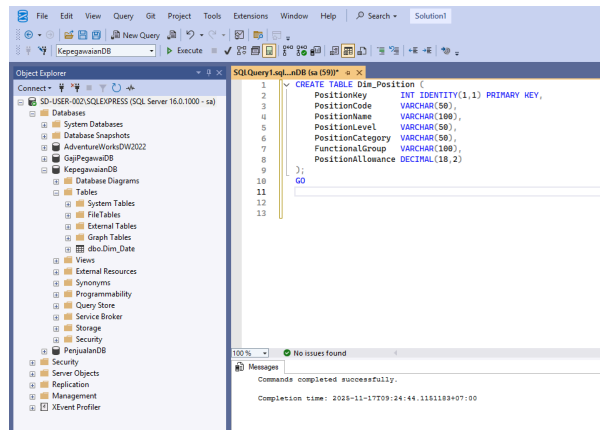 File Edit View Query Git Project Tools Extensions Window Help Search Solution1
New Query
KepegawaianDB Execute
Object Explorer
SQLQuery1.sql...nDB (sa (59))*
Connect
SD-USER-002\SQLEXPRESS (SQL Server 16.0.1000 - sa)
Databases
System Databases
Database Snapshots
AdventureWorksDW2022
GajiPegawaiDB
KepegawaianDB
Database Diagrams
Tables
System Tables
FileTables
External Tables
Graph Tables
dbo.Dim_Date
Views
External Resources
Synonyms
Programmability
Query Store
Service Broker
Storage
Security
PenjualanDB
Security
Server Objects
Replication
Management
XEvent Profiler
1 CREATE TABLE Dim_Position (
2 PositionKey INT IDENTITY(1,1) PRIMARY KEY,
3 PositionCode VARCHAR(50),
4 PositionName VARCHAR(100),
5 PositionLevel VARCHAR(50),
6 PositionCategory VARCHAR(50),
7 FunctionalGroup VARCHAR(100),
8 PositionAllowance DECIMAL(18,2)
9 );
10 GO
11
12
13
100 % No issues found
Messages
Commands completed successfully.
Completion time: 2025-11-17T09:24:44.1151183+07:00